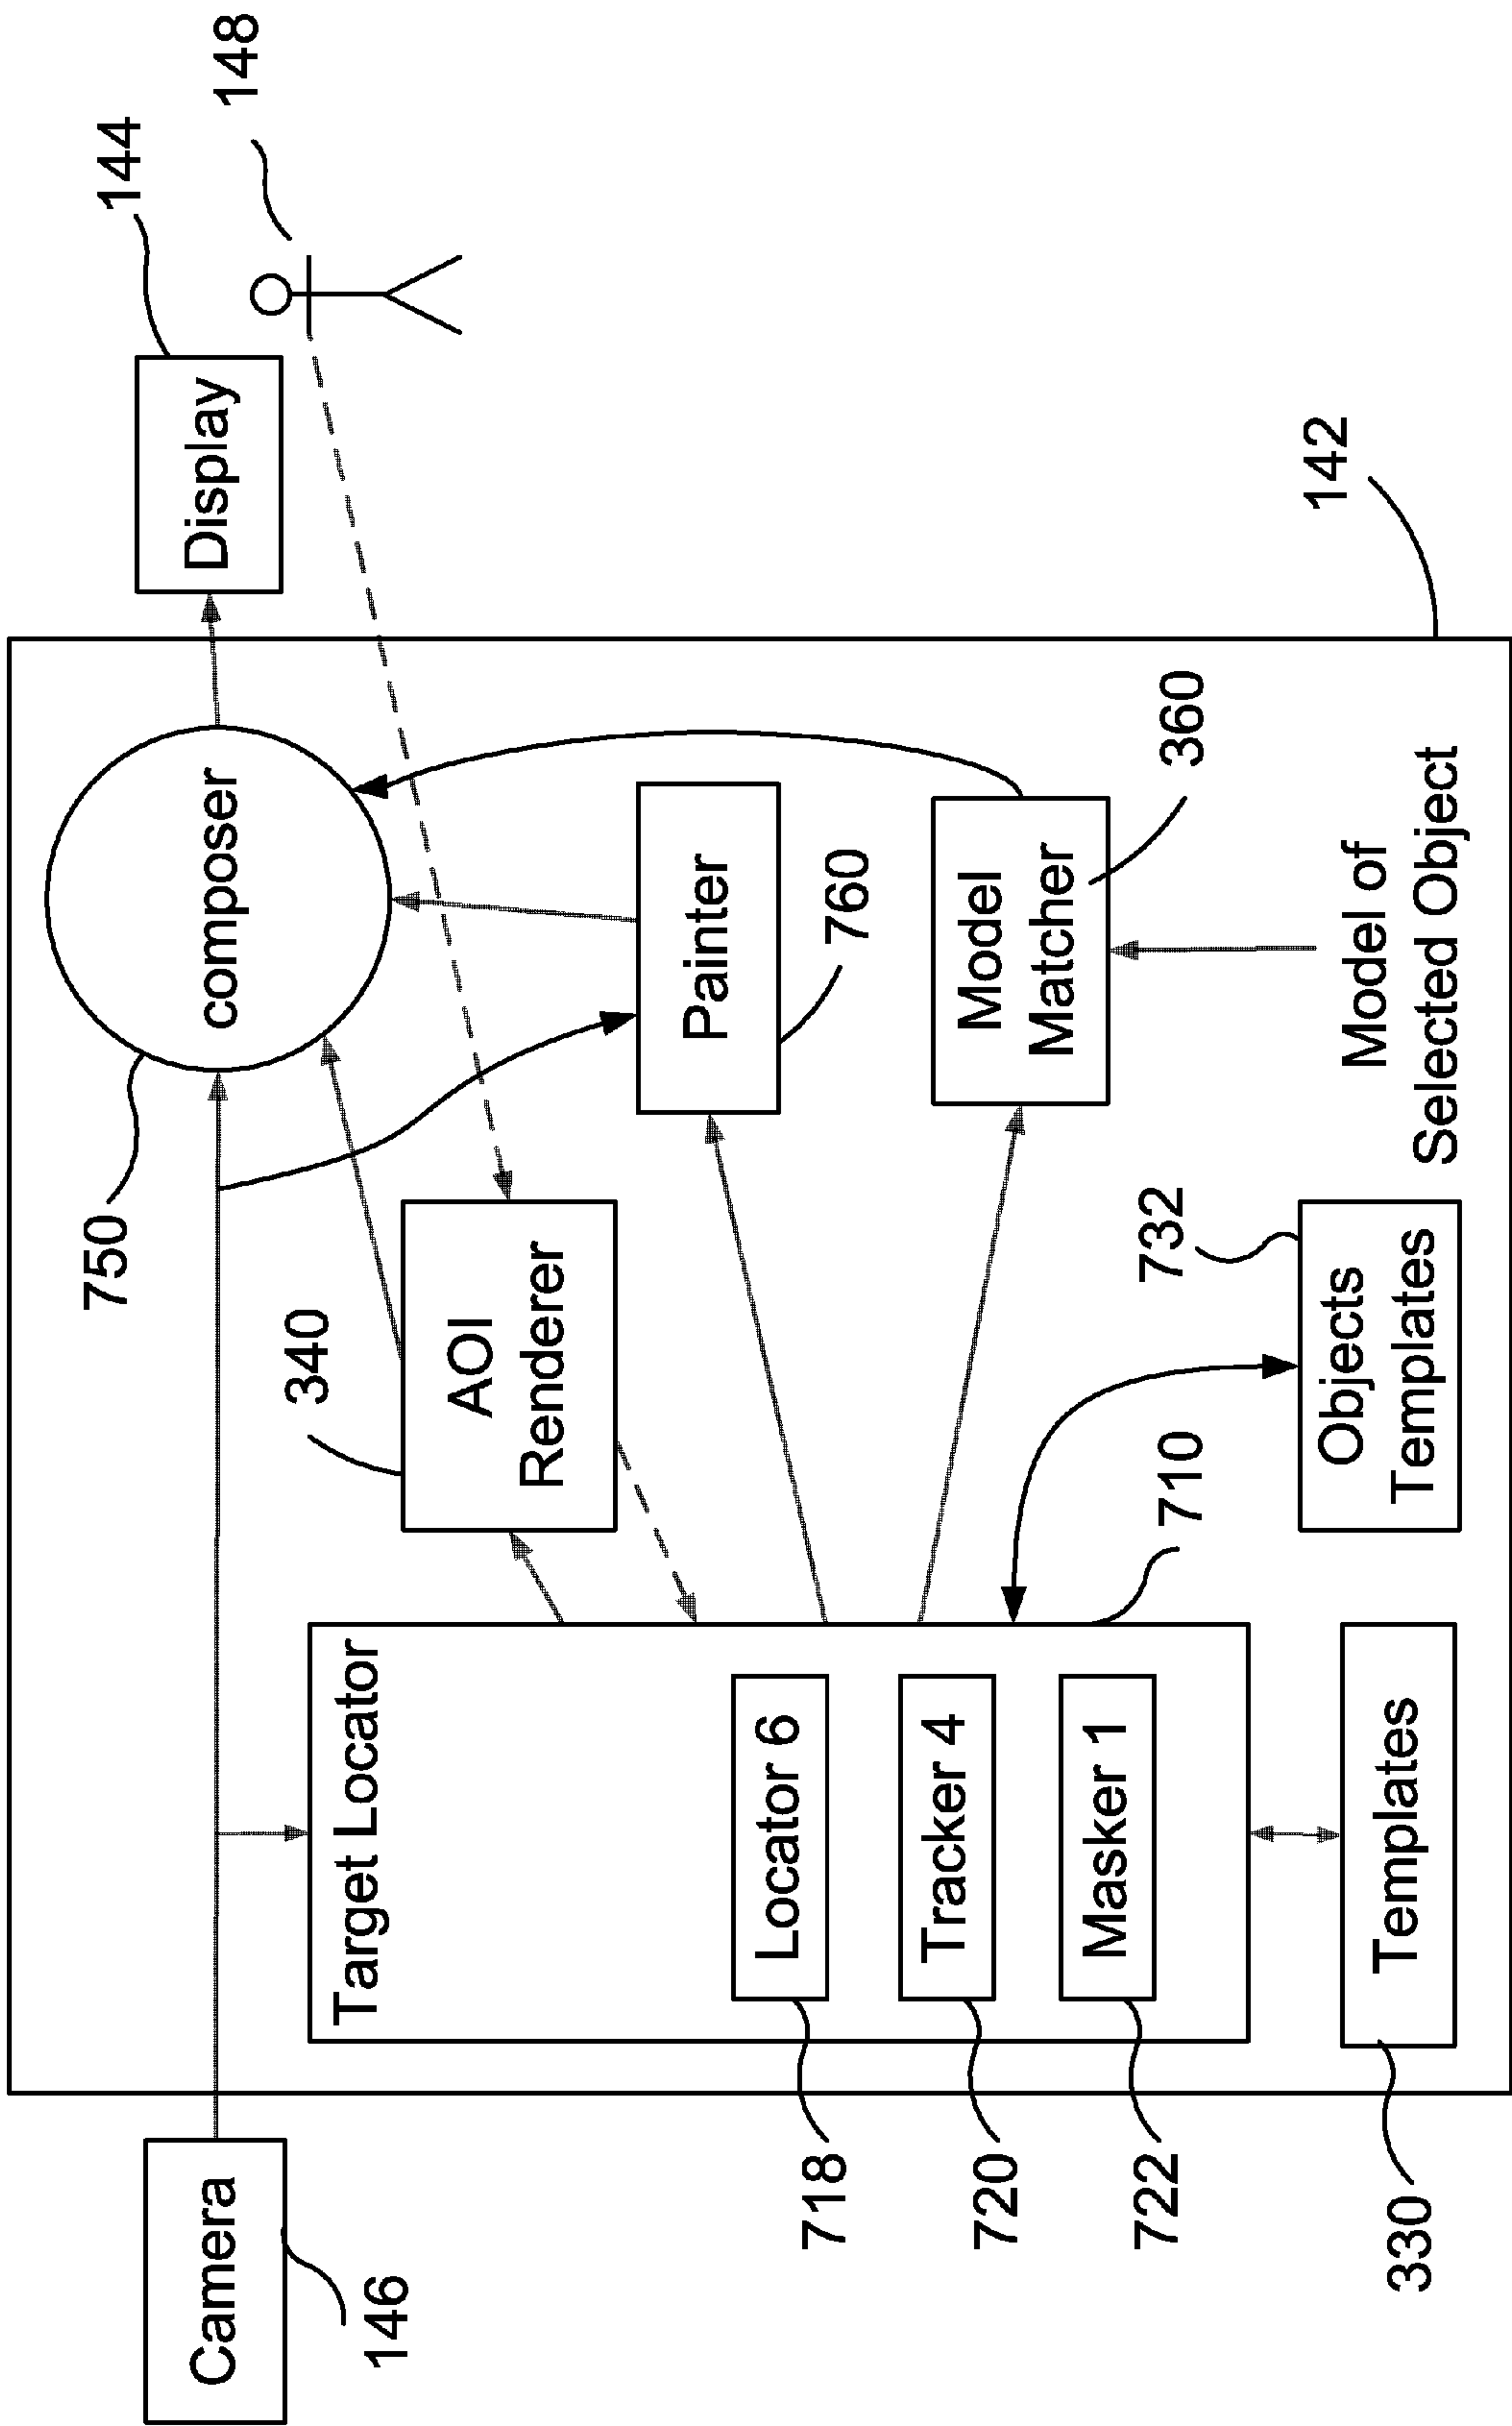 Camera
146
Display
144
148
composer
750
340
AOI
Renderer
Painter
760
Model
Matcher
360
142
Target Locator
Locator 6
718
Tracker 4
720
Masker 1
722
710
732
Objects
Templates
Model of
Selected Object
Templates
330